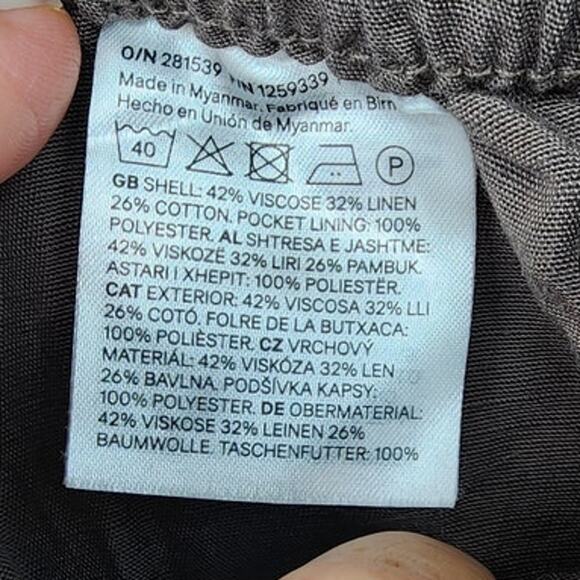 O/N 281539 YIN 1259339
Made in Myanmar. Fabriqué en Birm
Hecho en Unión de Myanmar.
40 P
GB SHELL: 42% VISCOSE 32% LINEN
26% COTTON. POCKET LINING: 100%
POLYESTER. AL SHTRESA E JASHTME:
42% VISKOZË 32% LIRI 26% PAMBUK.
ASTARI I XHEPIT: 100% POLIESTËR.
CAT EXTERIOR: 42% VISCOSA 32% LLI
26% COTÓ. FOLRE DE LA BUTXACA:
100% POLIÈSTER. CZ VRCHOVÝ
MATERIÁL: 42% VISKÓZA 32% LEN
26% BAVLNA. PODŠÍVKA KAPSY:
100% POLYESTER. DE OBERMATERIAL:
42% VISKOSE 32% LEINEN 26%
BAUMWOLLE. TASCHENFUTTER: 100%